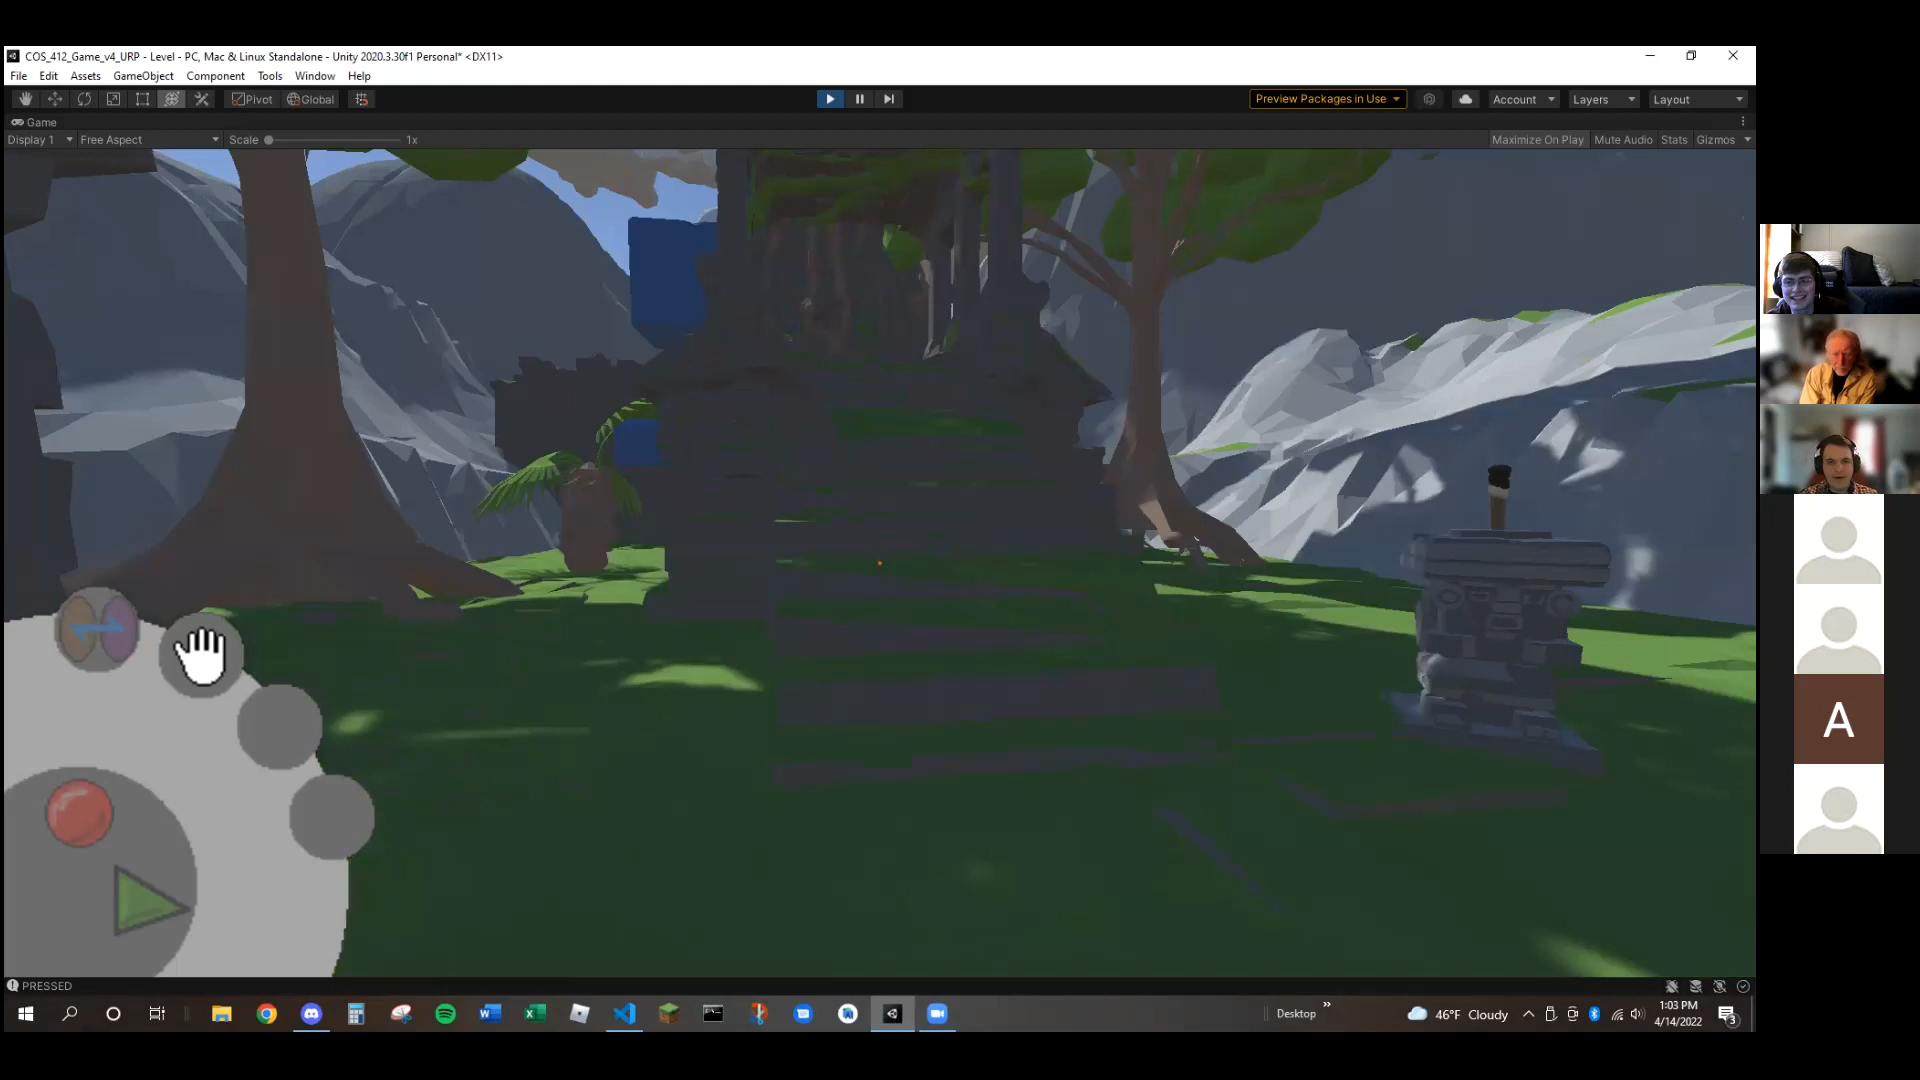 COS_412_Game_v4_URP - Level - PC, Mac & Linux Standalone - Unity 2020.3.30f1 Personal* <DX11>
File Edit Assets GameObject Component Tools Window Help
Pivot Global Preview Packages in Use Account Layers Layout
Game
Display 1 Free Aspect Scale 1x Maximize On Play Mute Audio Stats Gizmos
A
PRESSED
Desktop 46°F Cloudy 1:03 PM
4/14/2022
3